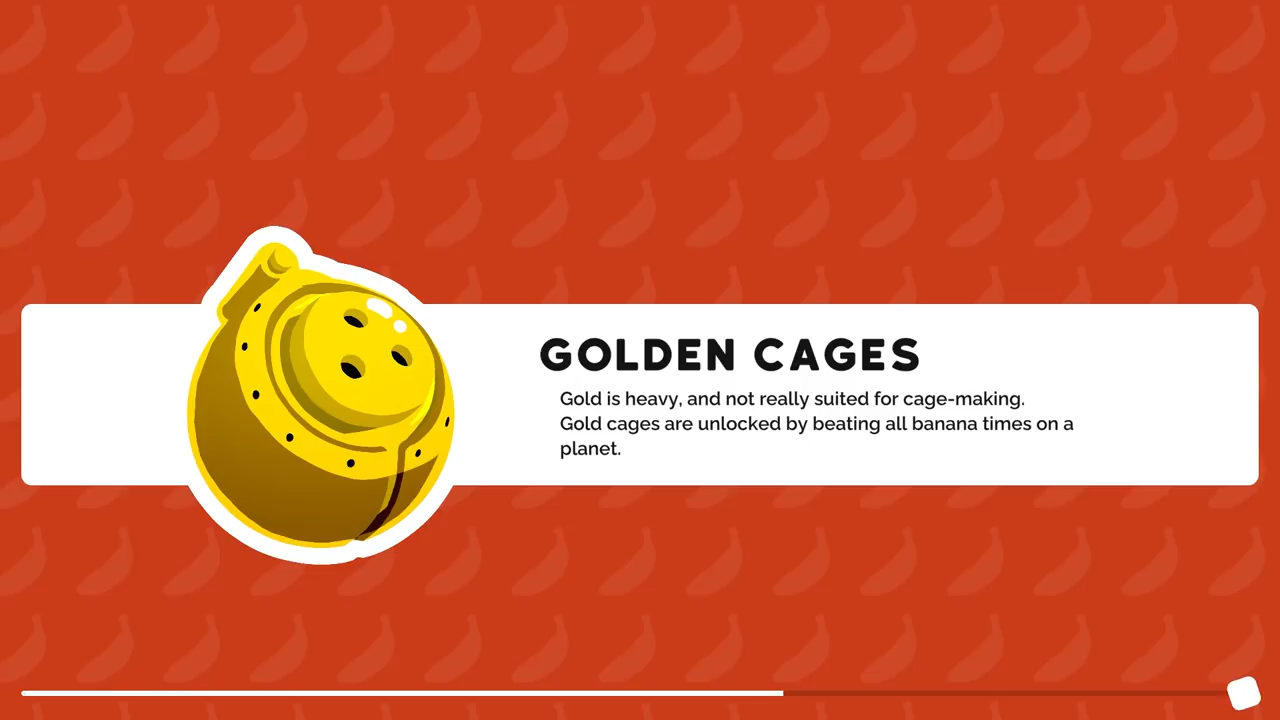 GOLDEN CAGES
Gold is heavy, and not really suited for cage-making.
Gold cages are unlocked by beating all banana times on a
planet.